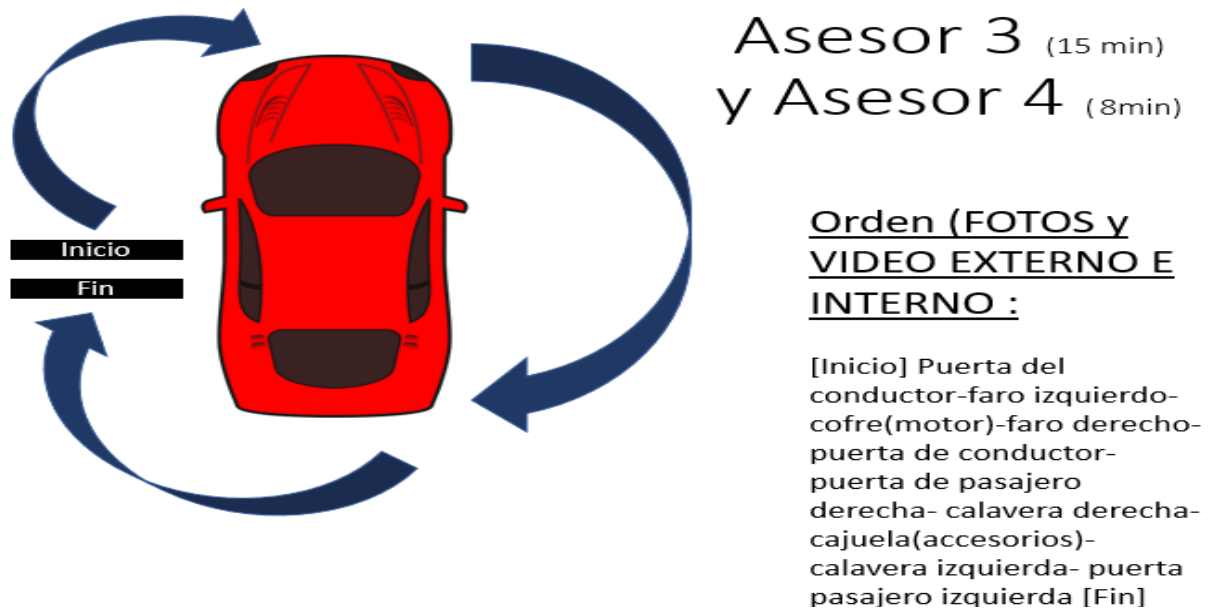 Asesor 3 (15 min)
y Asesor 4 (8min)
Inicio
Fin
Orden (FOTOS y
VIDEO EXTERNO E
INTERNO :
[Inicio] Puerta del
conductor-faro izquierdo-
cofre(motor)-faro derecho-
puerta de conductor-
puerta de pasajero
derecha- calavera derecha-
cajuela(accesorios)-
calavera izquierda- puerta
pasajero izquierda [Fin]